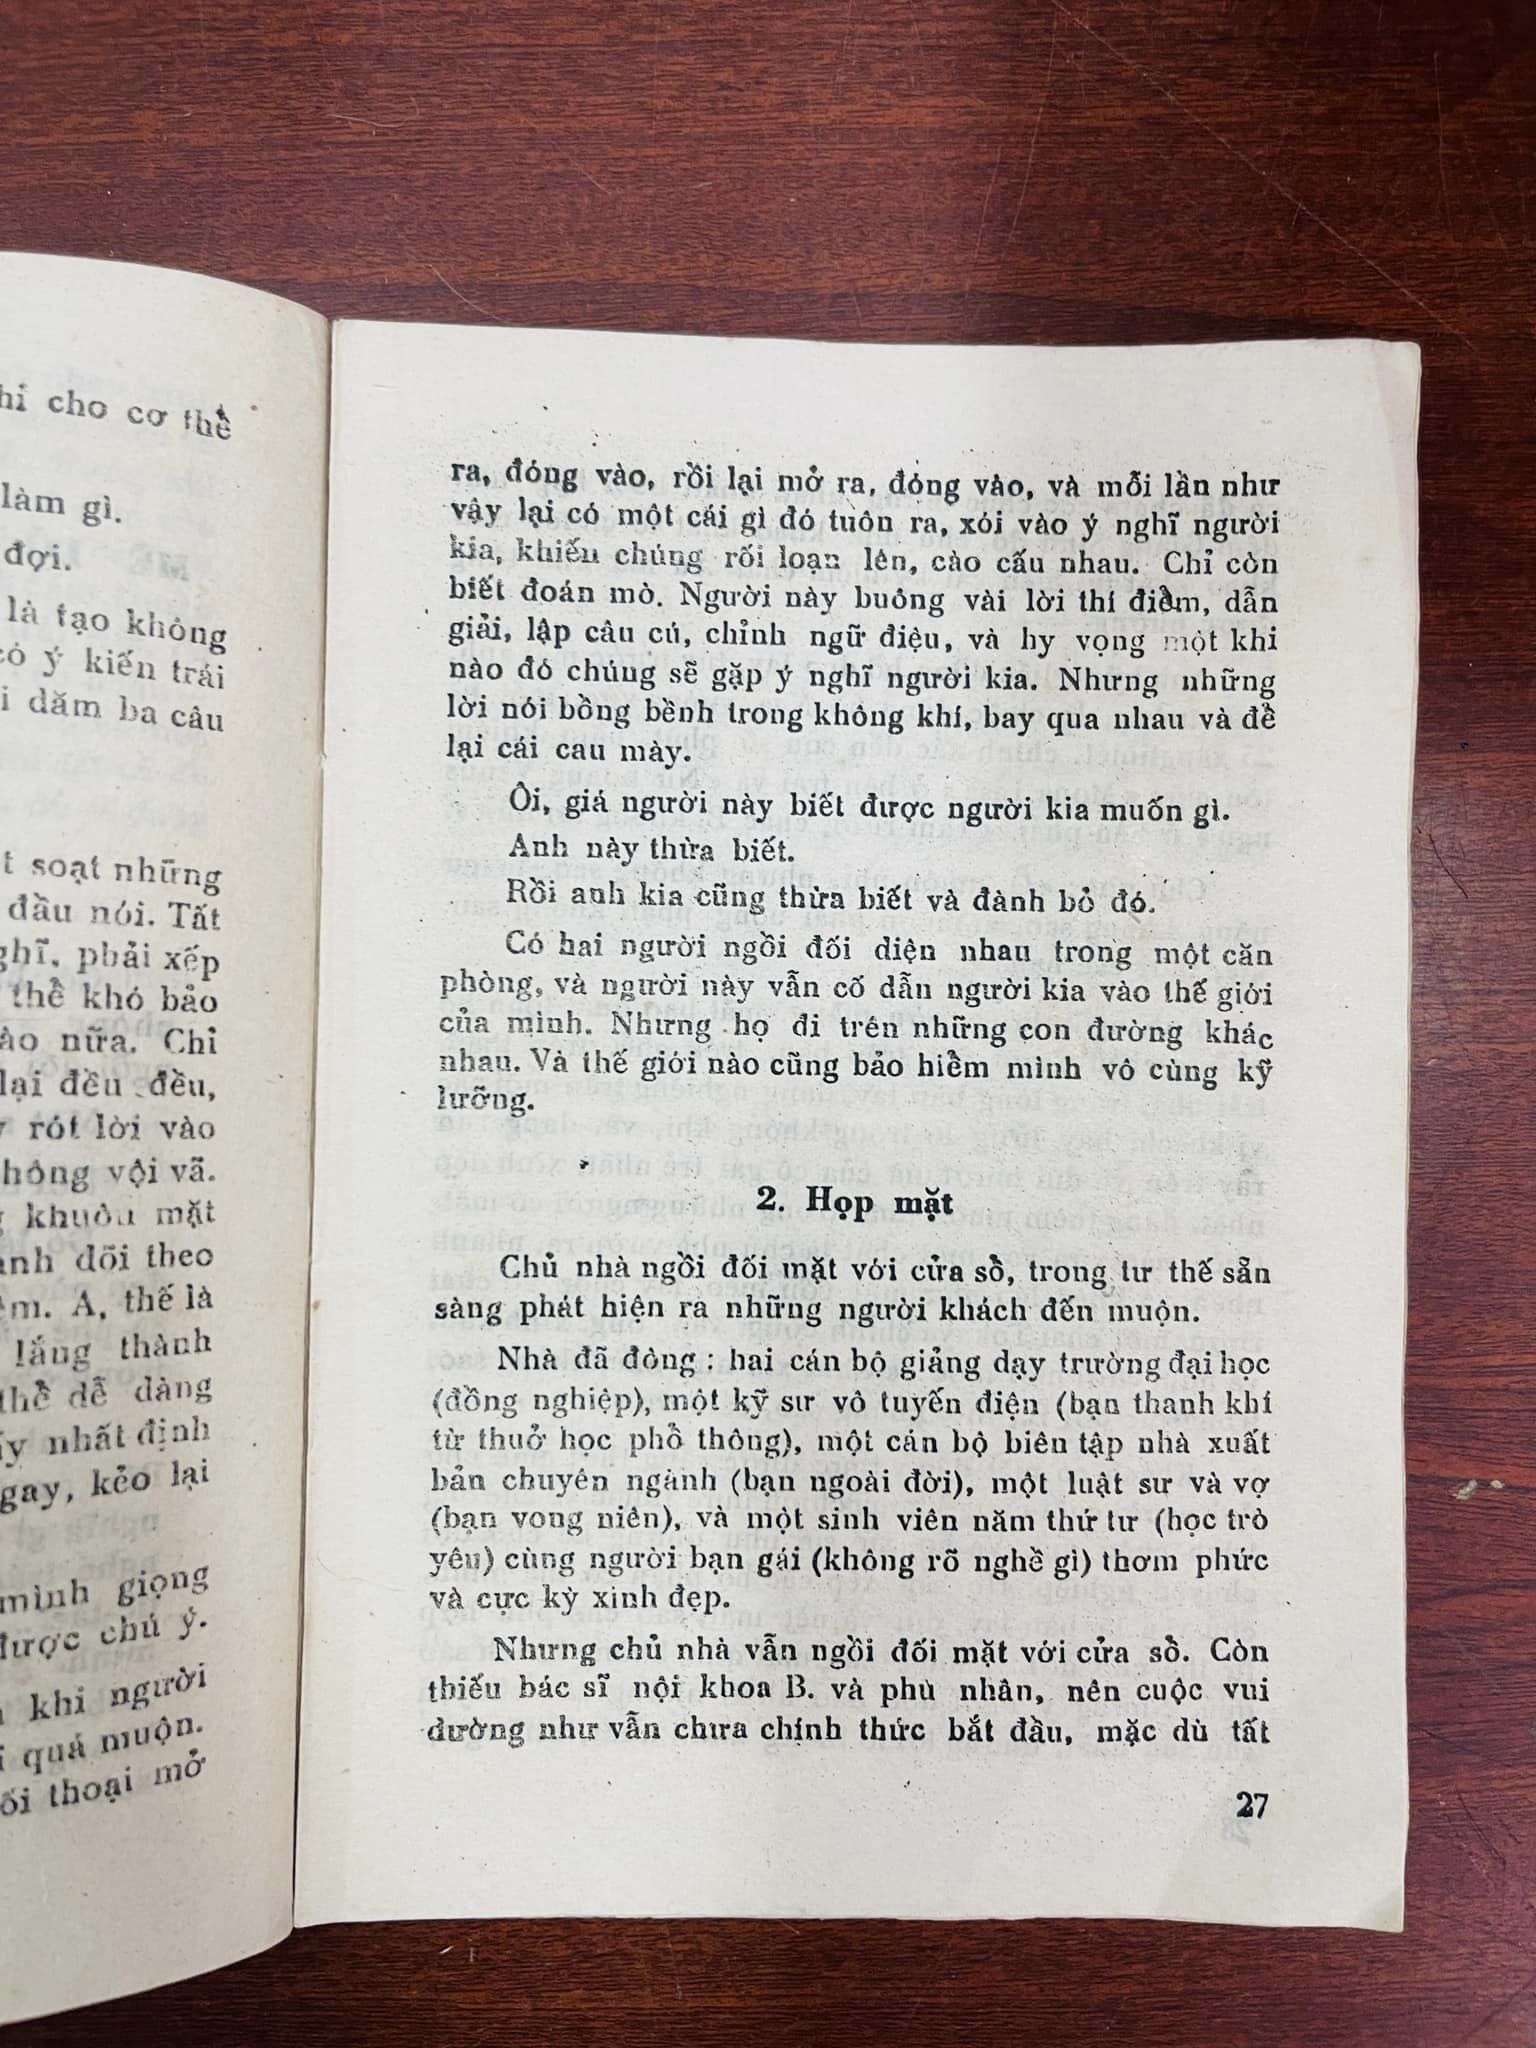 hỉ cho cơ thể
làm gì.
đợi.
là tạo không
có ý kiến trái
i dăm ba câu
t soạt những
đầu nói. Tất
ghĩ, phải xếp
thể khó bảo
ào nữa. Chỉ
lại đều đều,
rót lời vào
hông vội vã.
khuôn mặt
anh dõi theo
êm. A, thế là
lắng thành
thể dễ dàng
ấy nhất định
gay, kẻo lại
mình giọng
được chú ý.
khi người
i quá muộn.
ối thoại mở
ra, đóng vào, rồi lại mở ra, đóng vào, và mỗi lần như
vậy lại có một cái gì đó tuôn ra, xói vào ý nghĩ người
kia, khiến chúng rối loạn lên, cào cấu nhau. Chỉ còn
biết đoán mò. Người này buông vài lời thí điểm, dẫn
giải, lập câu cú, chỉnh ngữ điệu, và hy vọng một khi
nào đó chúng sẽ gặp ý nghĩ người kia. Nhưng những
lời nói bồng bềnh trong không khí, bay qua nhau và để
lại cái cau mày.
Ôi, giá người này biết được người kia muốn gì.
Anh này thừa biết.
Rồi anh kia cũng thừa biết và đành bỏ đó.
Có hai người ngồi đối diện nhau trong một căn
phòng, và người này vẫn cố dẫn người kia vào thế giới
của mình. Nhưng họ đi trên những con đường khác
nhau. Và thế giới nào cũng bảo hiểm mình vô cùng kỹ
lưỡng.
2. Họp mặt
Chủ nhà ngồi đối mặt với cửa sổ, trong tư thế sẵn
sàng phát hiện ra những người khách đến muộn.
Nhà đã đông : hai cán bộ giảng dạy trường đại học
(đồng nghiệp), một kỹ sư vô tuyến điện (bạn thanh khí
từ thuở học phổ thông), một cán bộ biên tập nhà xuất
bản chuyên ngành (bạn ngoài đời), một luật sư và vợ
(bạn vong niên), và một sinh viên năm thứ tư (học trò
yêu) cùng người bạn gái (không rõ nghề gì) thơm phức
và cực kỳ xinh đẹp.
Nhưng chủ nhà vẫn ngồi đối mặt với cửa sổ. Còn
thiếu bác sĩ nội khoa B. và phù nhân, nên cuộc vui
dường như vẫn chưa chính thức bắt đầu, mặc dù tất
27